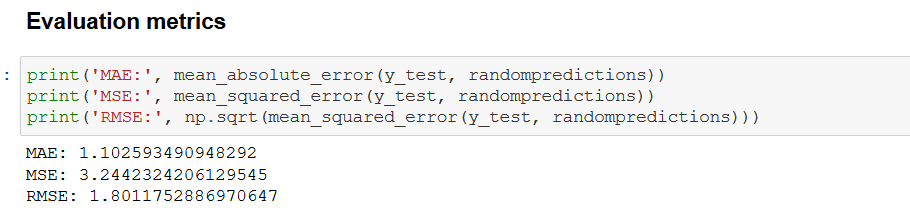 Evaluation metrics
: print('MAE:', mean_absolute_error(y_test, randompredictions))
print('MSE:', mean_squared_error(y_test, randompredictions))
print('RMSE:', np.sqrt(mean_squared_error(y_test, randompredictions)))
MAE: 1.102593490948292
MSE: 3.2442324206129545
RMSE: 1.8011752886970647